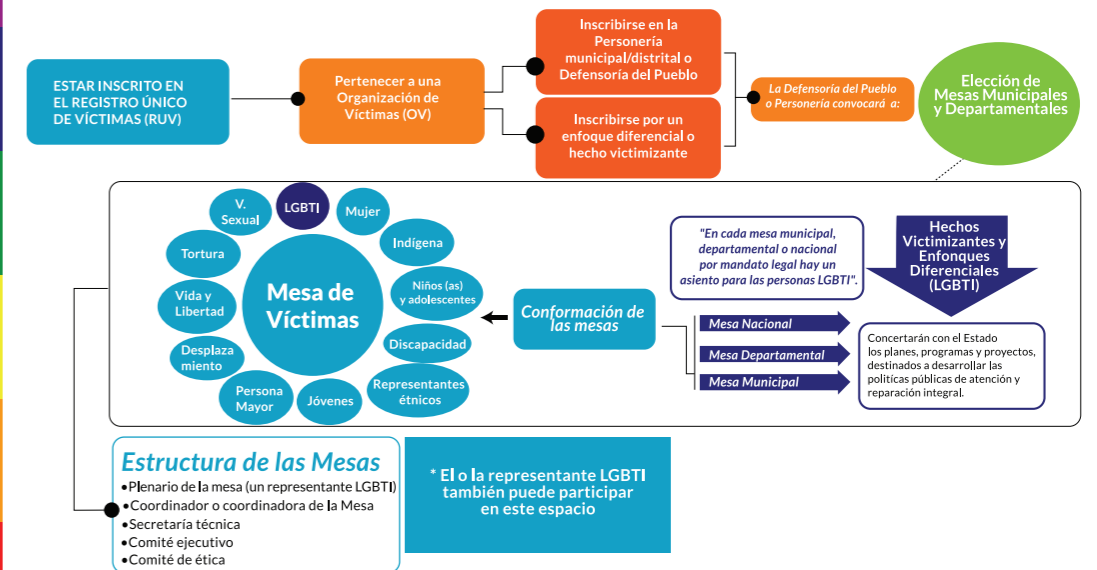 ESTAR INSCRITO EN
EL REGISTRO ÚNICO
DE VÍCTIMAS (RUV)
Pertenecer a una
Organización de
Víctimas (OV)
Inscribirse en la
Personería
municipal/distrital o
Defensoría del Pueblo
Inscribirse por un
enfoque diferencial o
hecho victimizante
La Defensoría del Pueblo
o Personería convocará a:
Elección de
Mesas Municipales
y Departamentales
Mesa de
Víctimas
LGBTI
Mujer
Indígena
Niños (as)
y adolescentes
Discapacidad
Representantes
étnicos
Jóvenes
Persona
Mayor
Desplaza
miento
Vida y
Libertad
Tortura
V.
Sexual
Conformación de
las mesas
"En cada mesa municipal,
departamental o nacional
por mandato legal hay un
asiento para las personas LGBTI".
Mesa Nacional
Mesa Departamental
Mesa Municipal
Hechos
Victimizantes y
Enfonques
Diferenciales
(LGBTI)
Concertarán con el Estado
los planes, programas y proyectos,
destinados a desarrollar las
politícas públicas de atención y
reparación integral.
Estructura de las Mesas
•Plenario de la mesa (un representante LGBTI)
•Coordinador o coordinadora de la Mesa
•Secretaría técnica
•Comité ejecutivo
•Comité de ética
* El o la representante LGBTI
también puede participar
en este espacio